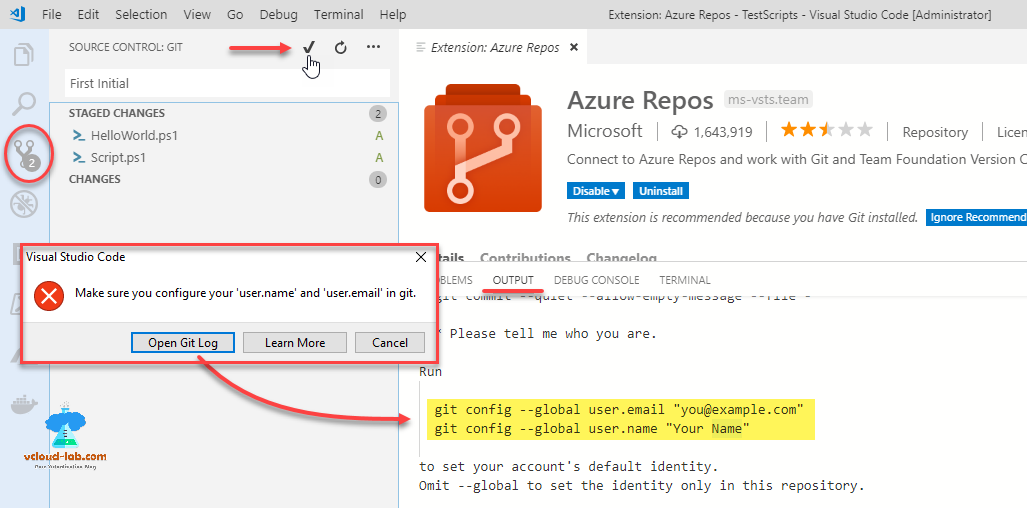 File Edit Selection View Go Debug Terminal Help Extension: Azure Repos - TestScripts - Visual Studio Code [Administrator]
SOURCE CONTROL: GIT
First Initial
STAGED CHANGES 2
HelloWorld.ps1 A
Script.ps1 A
CHANGES 0
2
Extension: Azure Repos
Azure Repos ms-vsts.team
Microsoft 1,643,919 Repository Licen
Connect to Azure Repos and work with Git and Team Foundation Version C
Disable Uninstall
This extension is recommended because you have Git installed. Ignore Recommend
Contributions Changelog
OUTPUT DEBUG CONSOLE TERMINAL
git commit --quiet --allow-empty-message --file -
* Please tell me who you are.
Run
git config --global user.email "you@example.com"
git config --global user.name "Your Name"
to set your account's default identity.
Omit --global to set the identity only in this repository.
Visual Studio Code
Make sure you configure your 'user.name' and 'user.email' in git.
Open Git Log Learn More Cancel
vcloud-lab.com